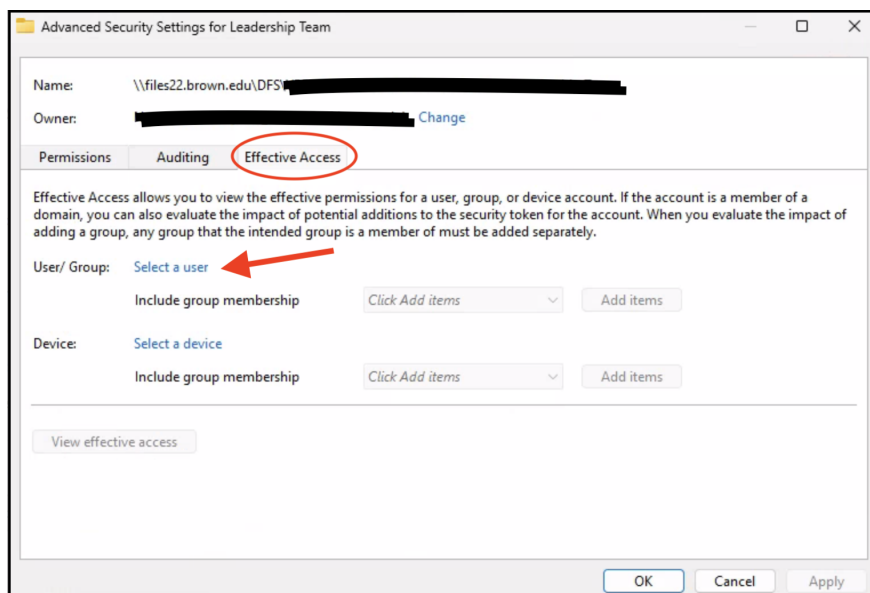 Advanced Security Settings for Leadership Team
Name: \\files22.brown.edu\DFS\
Owner: Change
Permissions Auditing Effective Access
Effective Access allows you to view the effective permissions for a user, group, or device account. If the account is a member of a
domain, you can also evaluate the impact of potential additions to the security token for the account. When you evaluate the impact of
adding a group, any group that the intended group is a member of must be added separately.
User/ Group: Select a user
Include group membership Click Add items Add items
Device: Select a device
Include group membership Click Add items Add items
View effective access
OK Cancel Apply